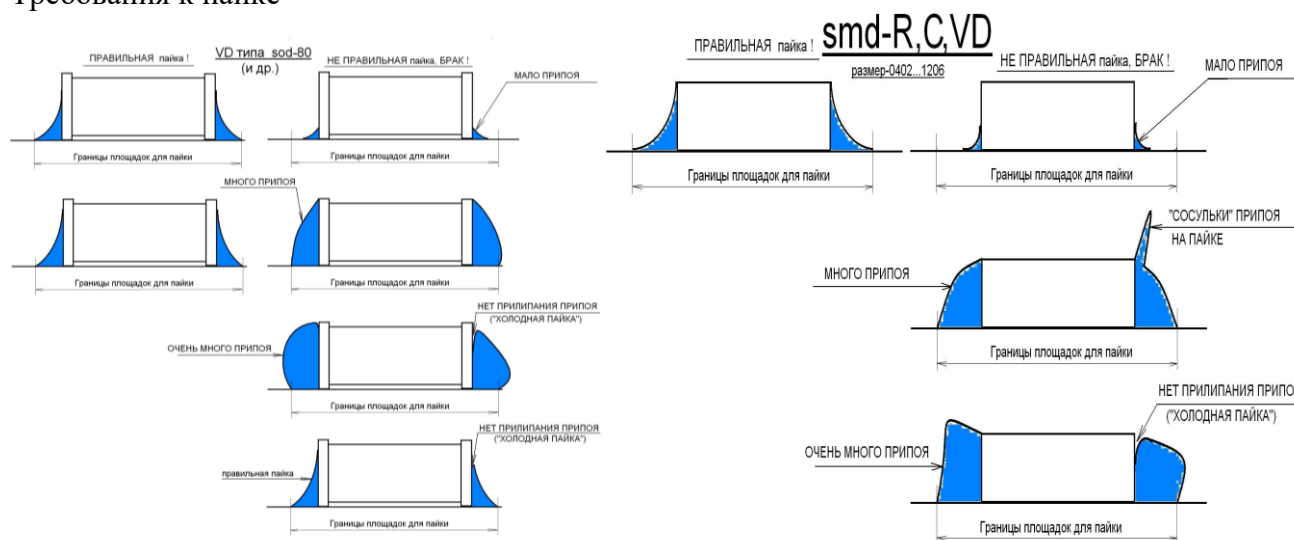 Требования к пайке
VD типа sod-80
(и др.)
ПРАВИЛЬНАЯ пайка !
НЕ ПРАВИЛЬНАЯ пайка, БРАК !
МАЛО ПРИПОЯ
Границы площадок для пайки
Границы площадок для пайки
МНОГО ПРИПОЯ
Границы площадок для пайки
Границы площадок для пайки
НЕТ ПРИЛИПАНИЯ ПРИПОЯ
("ХОЛОДНАЯ ПАЙКА")
ОЧЕНЬ МНОГО ПРИПОЯ
Границы площадок для пайки
НЕТ ПРИЛИПАНИЯ ПРИПОЯ
("ХОЛОДНАЯ ПАЙКА")
правильная пайка
Границы площадок для пайки
smd-R,C,VD
размер-0402...1206
ПРАВИЛЬНАЯ пайка !
НЕ ПРАВИЛЬНАЯ пайка, БРАК !
МАЛО ПРИПОЯ
Границы площадок для пайки
Границы площадок для пайки
"СОСУЛЬКИ" ПРИПОЯ
НА ПАЙКЕ
МНОГО ПРИПОЯ
Границы площадок для пайки
НЕТ ПРИЛИПАНИЯ ПРИПО
("ХОЛОДНАЯ ПАЙКА")
ОЧЕНЬ МНОГО ПРИПОЯ
Границы площадок для пайки